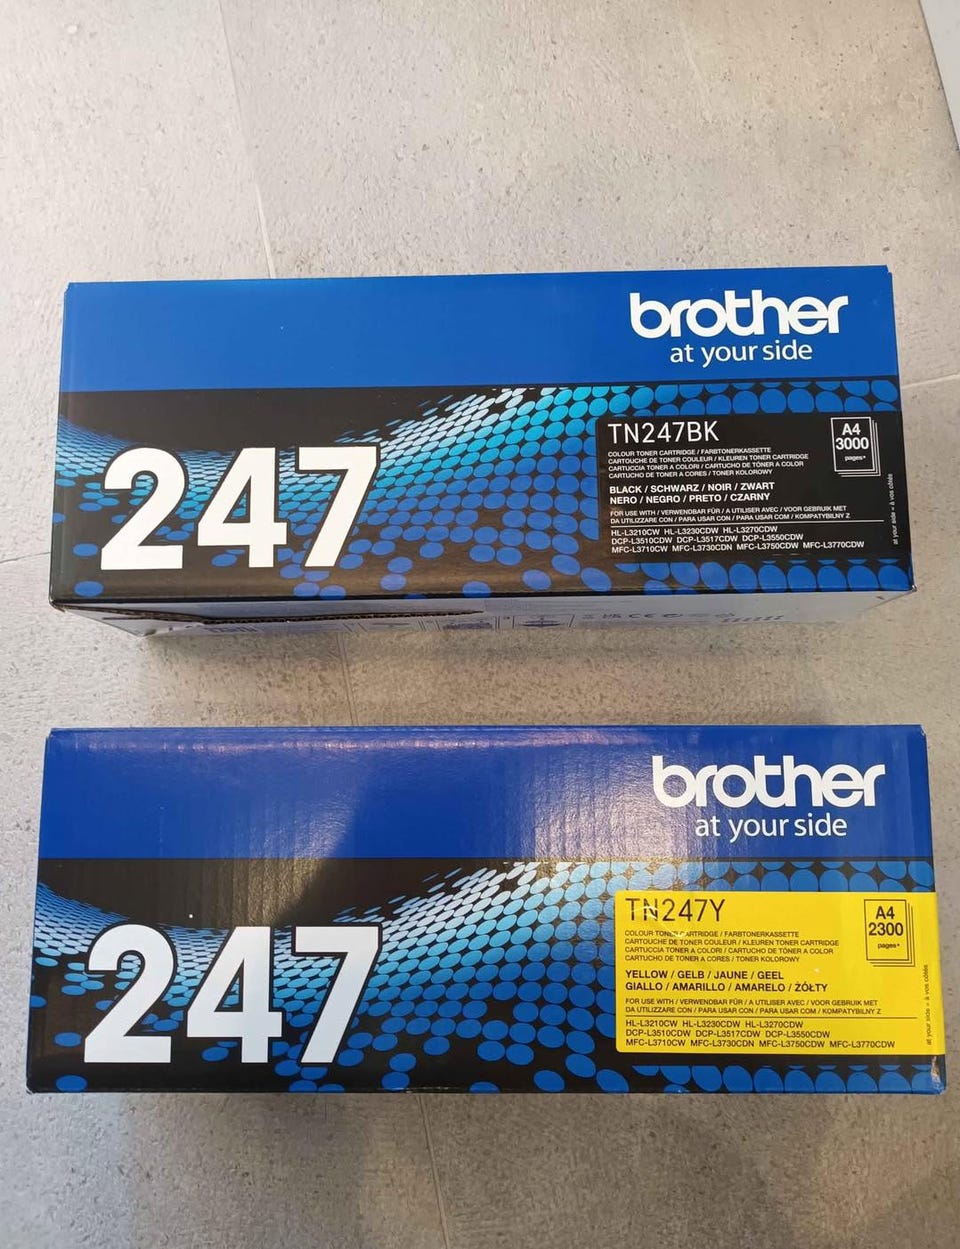 brother
at your side
247
TN247BK
A4
3000
pages*
COLOUR TONER CARTRIDGE / FARBTONERKASSETTE
CARTOUCHE DE TONER COULEUR / KLEUREN TONER CARTRIDGE
CARTUCCIA TONER A COLORI / CARTUCHO DE TÓNER A COLOR
CARTUCHO DE TONER A CORES / TONER KOLOROWY
BLACK / SCHWARZ / NOIR / ZWART
NERO / NEGRO / PRETO / CZARNY
FOR USE WITH / VERWENDBAR FÜR / A UTILISER AVEC / VOOR GEBRUIK MET
DA UTILIZZARE CON / PARA USAR CON / PARA USAR COM / KOMPATYBILNY Z
HL-L3210CW HL-L3230CDW HL-L3270CDW
DCP-L3510CDW DCP-L3517CDW DCP-L3550CDW
MFC-L3710CW MFC-L3730CDN MFC-L3750CDW MFC-L3770CDW
at your side = à vos côtés
brother
at your side
247
TN247Y
A4
2300
pages*
COLOUR TONER CARTRIDGE / FARBTONERKASSETTE
CARTOUCHE DE TONER COULEUR / KLEUREN TONER CARTRIDGE
CARTUCCIA TONER A COLORI / CARTUCHO DE TÓNER A COLOR
CARTUCHO DE TONER A CORES / TONER KOLOROWY
YELLOW / GELB / JAUNE / GEEL
GIALLO / AMARILLO / AMARELO / ŻÓŁTY
FOR USE WITH / VERWENDBAR FÜR / A UTILISER AVEC / VOOR GEBRUIK MET
DA UTILIZZARE CON / PARA USAR CON / PARA USAR COM / KOMPATYBILNY Z
HL-L3210CW HL-L3230CDW HL-L3270CDW
DCP-L3510CDW DCP-L3517CDW DCP-L3550CDW
MFC-L3710CW MFC-L3730CDN MFC-L3750CDW MFC-L3770CDW
at your side = à vos côtés